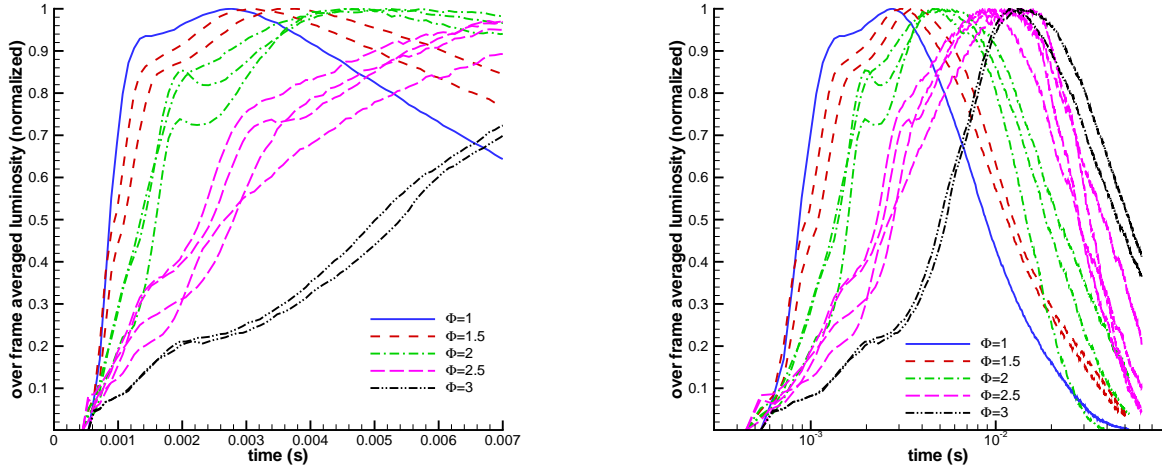 over frame averaged luminosity (normalized)
1
0.9
0.8
0.7
0.6
0.5
0.4
0.3
0.2
0.1
0 0.001 0.002 0.003 0.004 0.005 0.006 0.007
time (s)
Φ=1
Φ=1.5
Φ=2
Φ=2.5
Φ=3
over frame averaged luminosity (normalized)
1
0.9
0.8
0.7
0.6
0.5
0.4
0.3
0.2
0.1
10⁻³ 10⁻²
time (s)
Φ=1
Φ=1.5
Φ=2
Φ=2.5
Φ=3